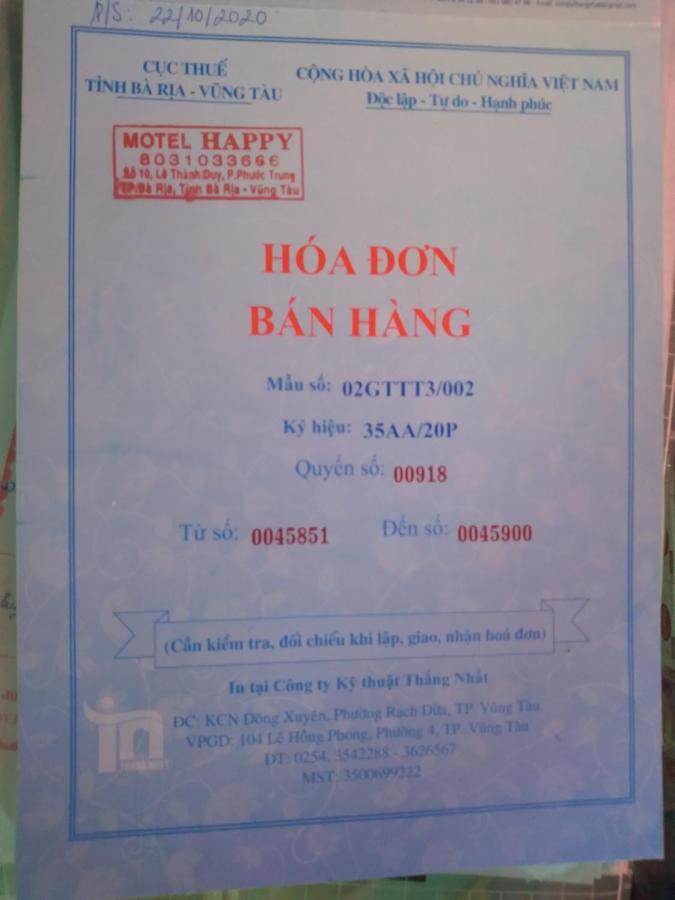 P/S: 22/10/2020
CỤC THUẾ
TỈNH BÀ RỊA - VŨNG TÀU
CỘNG HÒA XÃ HỘI CHỦ NGHĨA VIỆT NAM
Độc lập - Tự do - Hạnh phúc
MOTEL HAPPY
8031033666
Số 10, Lê Thành Duy, P.Phước Trung
TP.Bà Rịa, Tỉnh Bà Rịa - Vũng Tàu
HÓA ĐƠN
BÁN HÀNG
Mẫu số: 02GTTT3/002
Ký hiệu: 35AA/20P
Quyển số: 00918
Từ số: 0045851 Đến số: 0045900
(Cần kiểm tra, đối chiếu khi lập, giao, nhận hoá đơn)
In tại Công ty Kỹ thuật Thắng Nhất
in
ĐC: KCN Đông Xuyên, Phường Rạch Dừa, TP. Vũng Tàu
VPGD: 104 Lê Hồng Phong, Phường 4, TP. Vũng Tàu
ĐT: 0254. 3542288 - 3626567
MST: 3500699222